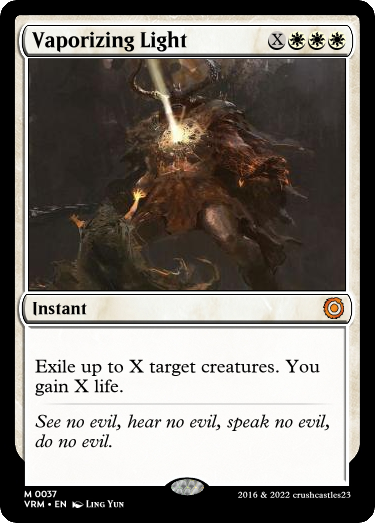 Vaporizing Light X
Instant
Exile up to X target creatures. You
gain X life.
See no evil, hear no evil, speak no evil,
do no evil.
M 0037
VRM • EN Ling Yun
2016 & 2022 crushcastles23